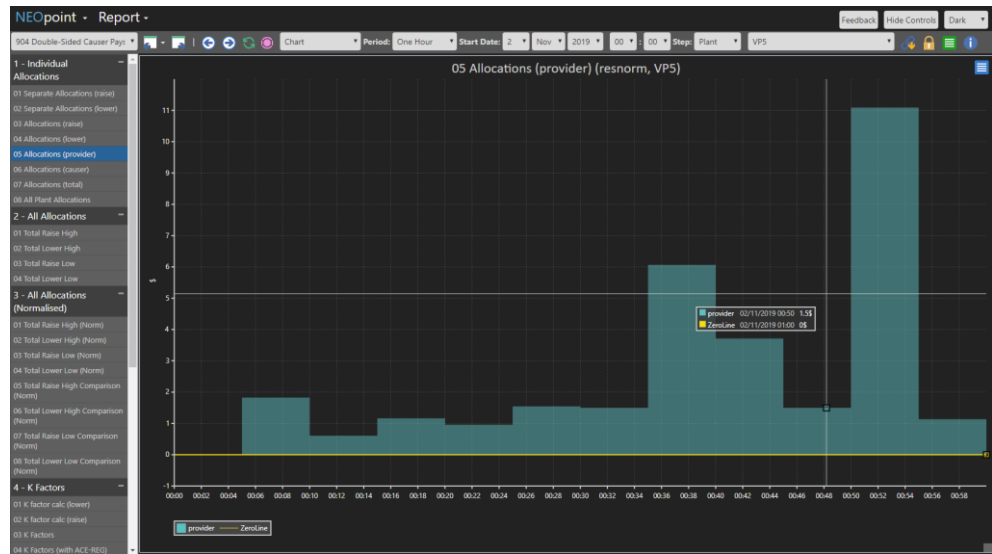 NEOpoint Report
Feedback Hide Controls Dark
904 Double-Sided Causer Pays Chart Period: One Hour Start Date: 2 Nov 2019 00 : 00 Step: Plant VP5
1 - Individual
Allocations
01 Separate Allocations (raise)
02 Separate Allocations (lower)
03 Allocations (raise)
04 Allocations (lower)
05 Allocations (provider)
06 Allocations (causer)
07 Allocations (total)
08 All Plant Allocations
2 - All Allocations
01 Total Raise High
02 Total Lower High
03 Total Raise Low
04 Total Lower Low
3 - All Allocations
(Normalised)
01 Total Raise High (Norm)
02 Total Lower High (Norm)
03 Total Raise Low (Norm)
04 Total Lower Low (Norm)
05 Total Raise High Comparison
(Norm)
06 Total Lower High Comparison
(Norm)
07 Total Raise Low Comparison
(Norm)
08 Total Lower Low Comparison
(Norm)
4 - K Factors
01 K factor calc (lower)
02 K factor calc (raise)
03 K Factors
04 K Factors (with ACE-REG)
05 Allocations (provider) (resnorm, VP5)
11
10
9
8
7
6
$
5
4
3
2
1
0
-1
provider 02/11/2019 00:50 1.5$
ZeroLine 02/11/2019 01:00 0$
00:00 00:02 00:04 00:06 00:08 00:10 00:12 00:14 00:16 00:18 00:20 00:22 00:24 00:26 00:28 00:30 00:32 00:34 00:36 00:38 00:40 00:42 00:44 00:46 00:48 00:50 00:52 00:54 00:56 00:58
provider ZeroLine